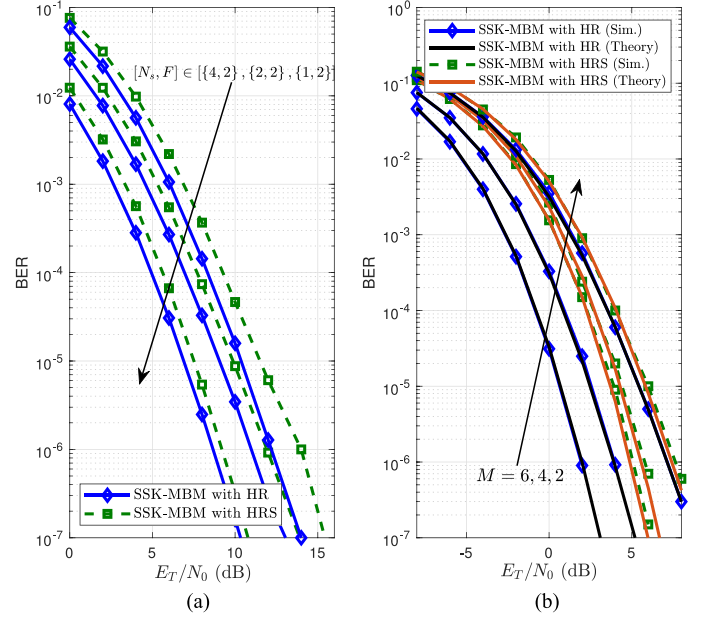 10^-1
10^-2
10^-3
10^-4
10^-5
10^-6
10^-7
BER
[N_s, F] ∈ [{4, 2}, {2, 2}, {1, 2}]
SSK-MBM with HR
SSK-MBM with HRS
0 5 10 15
E_T/N_0 (dB)
(a)
10^0
10^-1
10^-2
10^-3
10^-4
10^-5
10^-6
10^-7
BER
SSK-MBM with HR (Sim.)
SSK-MBM with HR (Theory)
SSK-MBM with HRS (Sim.)
SSK-MBM with HRS (Theory)
M = 6, 4, 2
-5 0 5
E_T/N_0 (dB)
(b)